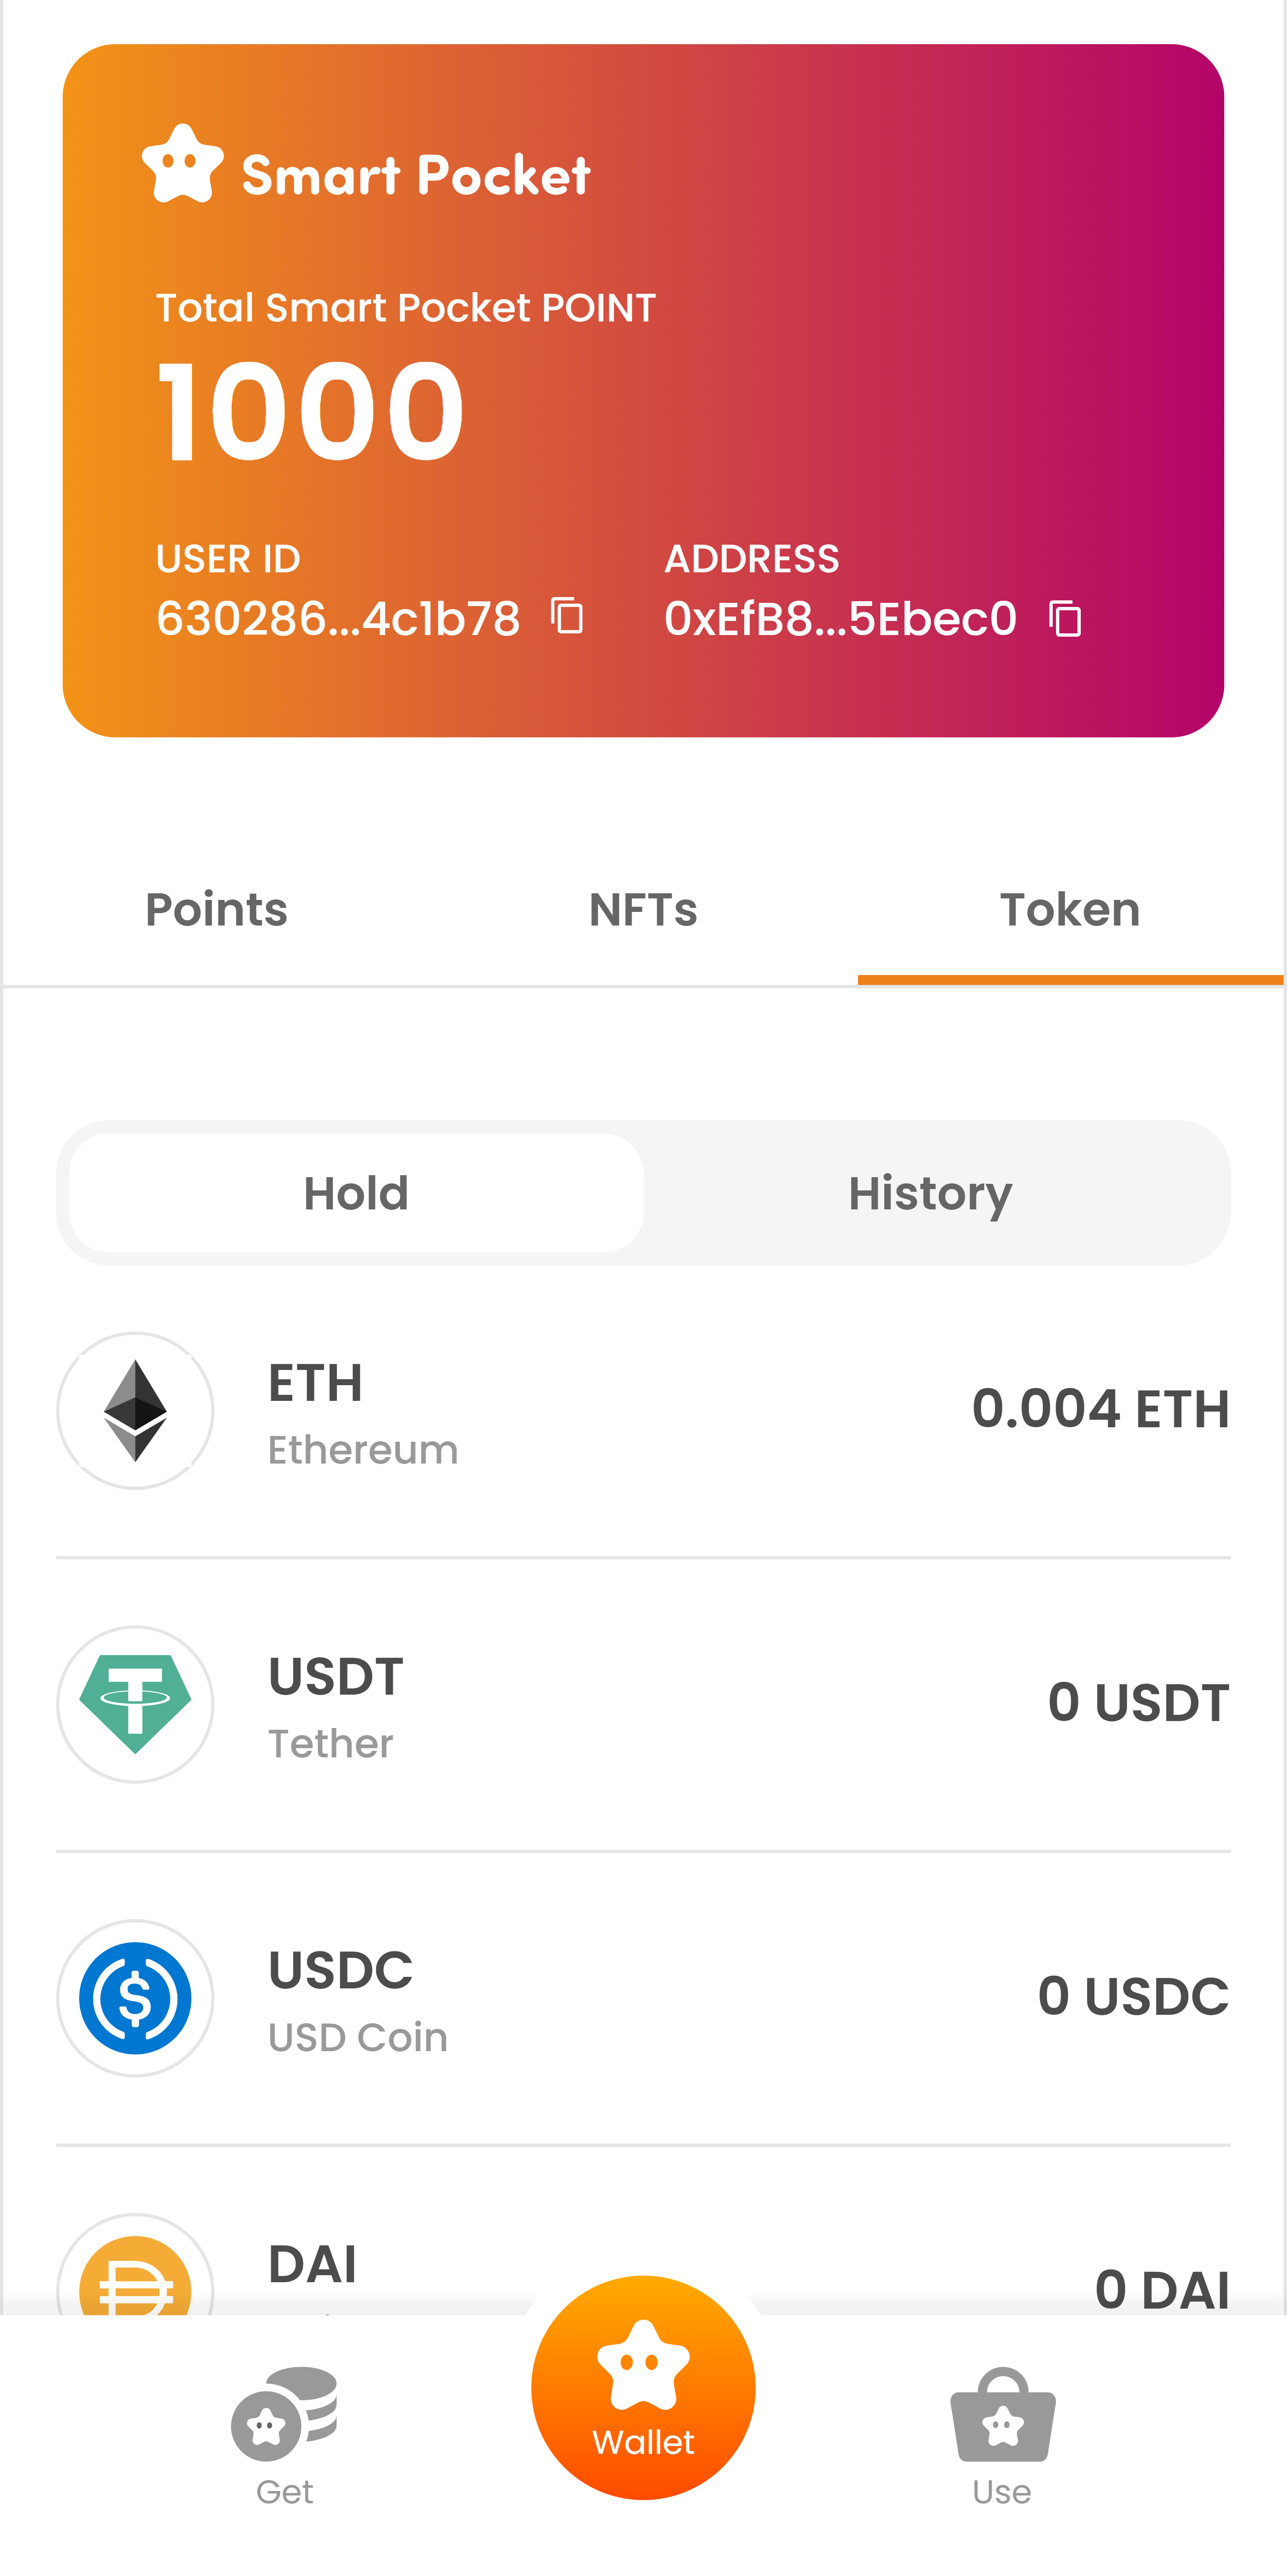 Smart Pocket
Total Smart Pocket POINT
1000
USER ID ADDRESS
630286...4c1b78 0xEfB8...5Ebec0
Points NFTs Token
Hold History
ETH
Ethereum
0.004 ETH
USDT
Tether
0 USDT
USDC
USD Coin
0 USDC
DAI
0 DAI
Get Wallet Use